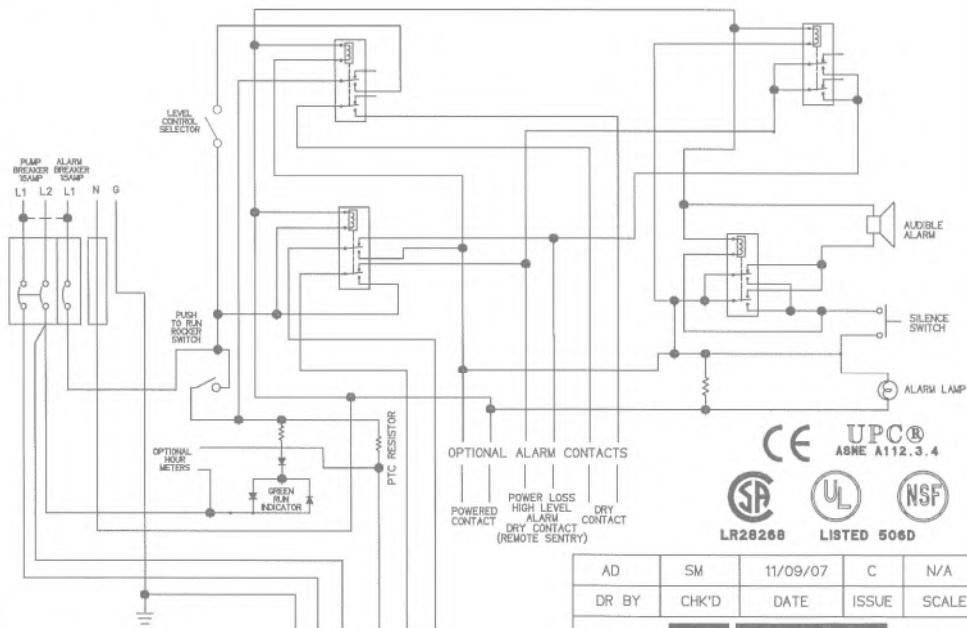 LEVEL
CONTROL
SELECTOR
PUMP
BREAKER
15AMP
ALARM
BREAKER
15AMP
L1
L2
L1
N
G
PUSH
TO RUN
ROCKER
SWITCH
OPTIONAL
HOUR
METERS
GREEN
RUN
INDICATOR
PTC RESISTOR
OPTIONAL ALARM CONTACTS
POWERED
CONTACT
POWER LOSS
HIGH LEVEL
ALARM
DRY CONTACT
(REMOTE SENTRY)
DRY
CONTACT
AUDIBLE
ALARM
SILENCE
SWITCH
ALARM LAMP
CE
UPC®
ASME A112.3.4
SA
LR28268
UL
NSF
LISTED 506D
AD SM 11/09/07 C N/A
DR BY CHK'D DATE ISSUE SCALE